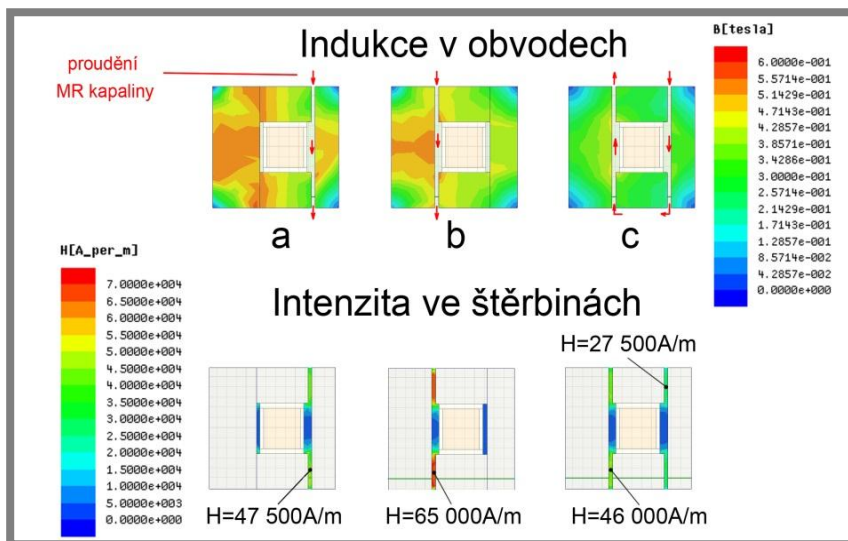 Indukce v obvodech
proudění
MR kapaliny
B[tesla]
6.0000e-001
5.5714e-001
5.1429e-001
4.7143e-001
4.2857e-001
3.8571e-001
3.4286e-001
3.0000e-001
2.5714e-001
2.1429e-001
1.7143e-001
1.2857e-001
8.5714e-002
4.2857e-002
0.0000e+000
a
b
c
H[A_per_m]
7.0000e+004
6.5000e+004
6.0000e+004
5.5000e+004
5.0000e+004
4.5000e+004
4.0000e+004
3.5000e+004
3.0000e+004
2.5000e+004
2.0000e+004
1.5000e+004
1.0000e+004
5.0000e+003
0.0000e+000
Intenzita ve štěrbinách
H=27 500A/m
H=47 500A/m
H=65 000A/m
H=46 000A/m